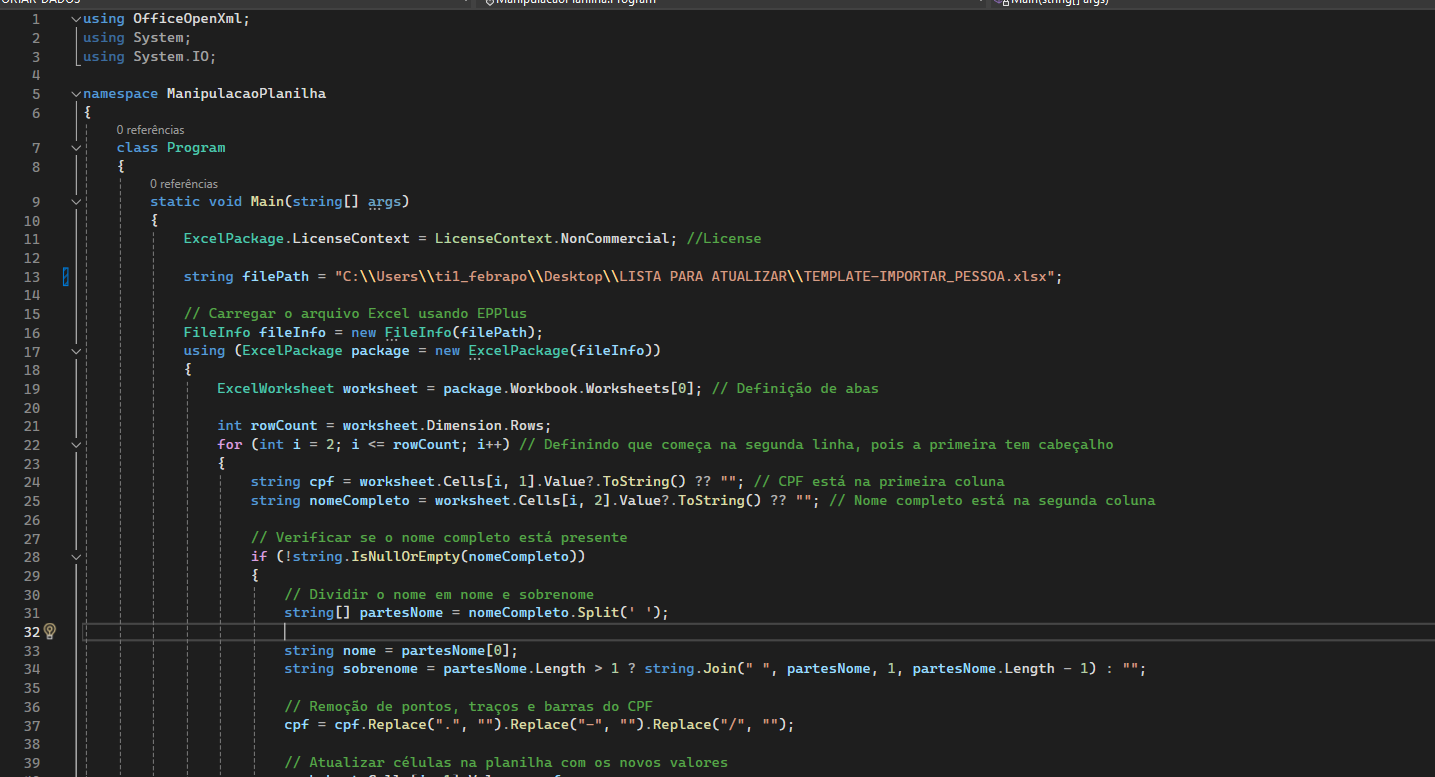 ManipulacaoPlanilha.Program
Main(string[] args)
1 using OfficeOpenXml;
2 using System;
3 using System.IO;
4
5 namespace ManipulacaoPlanilha
6 {
0 referências
7 class Program
8 {
0 referências
9 static void Main(string[] args)
10 {
11 ExcelPackage.LicenseContext = LicenseContext.NonCommercial; //License
12
13 string filePath = "C:\\Users\\ti1_febrapo\\Desktop\\LISTA PARA ATUALIZAR\\TEMPLATE-IMPORTAR_PESSOA.xlsx";
14
15 // Carregar o arquivo Excel usando EPPlus
16 FileInfo fileInfo = new FileInfo(filePath);
17 using (ExcelPackage package = new ExcelPackage(fileInfo))
18 {
19 ExcelWorksheet worksheet = package.Workbook.Worksheets[0]; // Definição de abas
20
21 int rowCount = worksheet.Dimension.Rows;
22 for (int i = 2; i <= rowCount; i++) // Definindo que começa na segunda linha, pois a primeira tem cabeçalho
23 {
24 string cpf = worksheet.Cells[i, 1].Value?.ToString() ?? ""; // CPF está na primeira coluna
25 string nomeCompleto = worksheet.Cells[i, 2].Value?.ToString() ?? ""; // Nome completo está na segunda coluna
26
27 // Verificar se o nome completo está presente
28 if (!string.IsNullOrEmpty(nomeCompleto))
29 {
30 // Dividir o nome em nome e sobrenome
31 string[] partesNome = nomeCompleto.Split(' ');
32
33 string nome = partesNome[0];
34 string sobrenome = partesNome.Length > 1 ? string.Join(" ", partesNome, 1, partesNome.Length - 1) : "";
35
36 // Remoção de pontos, traços e barras do CPF
37 cpf = cpf.Replace(".", "").Replace("-", "").Replace("/", "");
38
39 // Atualizar células na planilha com os novos valores